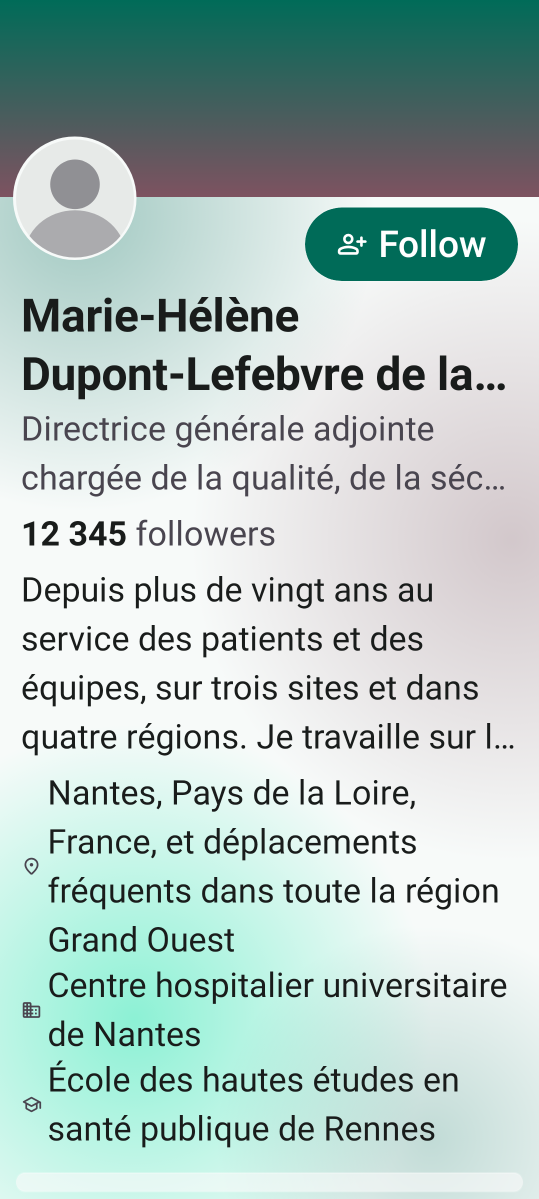 Follow
Marie-Hélène
Dupont-Lefebvre de la…
Directrice générale adjointe
chargée de la qualité, de la séc…
12 345 followers
Depuis plus de vingt ans au
service des patients et des
équipes, sur trois sites et dans
quatre régions. Je travaille sur l…
Nantes, Pays de la Loire,
France, et déplacements
fréquents dans toute la région
Grand Ouest
Centre hospitalier universitaire
de Nantes
École des hautes études en
santé publique de Rennes